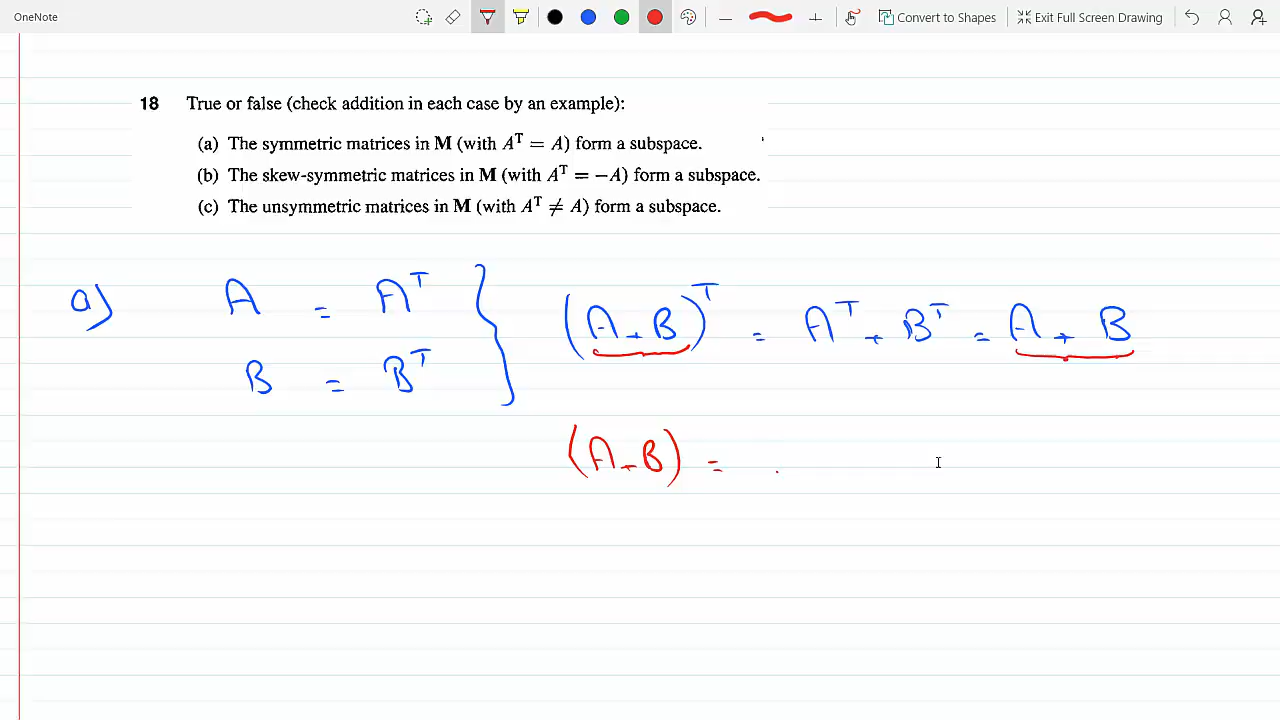 OneNote
Convert to Shapes
Exit Full Screen Drawing
18 True or false (check addition in each case by an example):
(a) The symmetric matrices in M (with Aᵀ = A) form a subspace.
(b) The skew-symmetric matrices in M (with Aᵀ = −A) form a subspace.
(c) The unsymmetric matrices in M (with Aᵀ ≠ A) form a subspace.
a) A = Aᵀ } (A + B)ᵀ = Aᵀ + Bᵀ = A + B
B = Bᵀ
(A + B) =